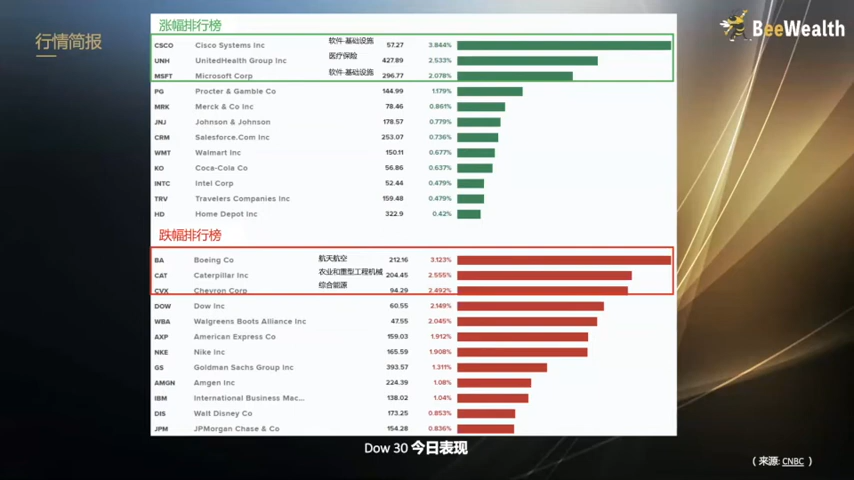 行情简报
BeeWealth
涨幅排行榜
CSCO Cisco Systems Inc 软件-基础设施 57.27 3.844%
UNH UnitedHealth Group Inc 医疗保险 427.89 2.533%
MSFT Microsoft Corp 软件-基础设施 296.77 2.078%
PG Procter & Gamble Co 144.99 1.179%
MRK Merck & Co Inc 78.46 0.861%
JNJ Johnson & Johnson 178.57 0.779%
CRM Salesforce.Com Inc 253.07 0.736%
WMT Walmart Inc 150.11 0.677%
KO Coca-Cola Co 56.86 0.637%
INTC Intel Corp 52.44 0.479%
TRV Travelers Companies Inc 159.48 0.479%
HD Home Depot Inc 322.9 0.42%
跌幅排行榜
BA Boeing Co 航天航空 212.16 3.123%
CAT Caterpillar Inc 农业和重型工程机械 204.45 2.555%
CVX Chevron Corp 综合能源 94.29 2.492%
DOW Dow Inc 60.55 2.149%
WBA Walgreens Boots Alliance Inc 47.55 2.045%
AXP American Express Co 159.03 1.912%
NKE Nike Inc 165.59 1.908%
GS Goldman Sachs Group Inc 393.57 1.311%
AMGN Amgen Inc 224.39 1.08%
IBM International Business Mac... 138.02 1.04%
DIS Walt Disney Co 173.25 0.853%
JPM JPMorgan Chase & Co 154.28 0.836%
Dow 30 今日表现
( 来源: CNBC )